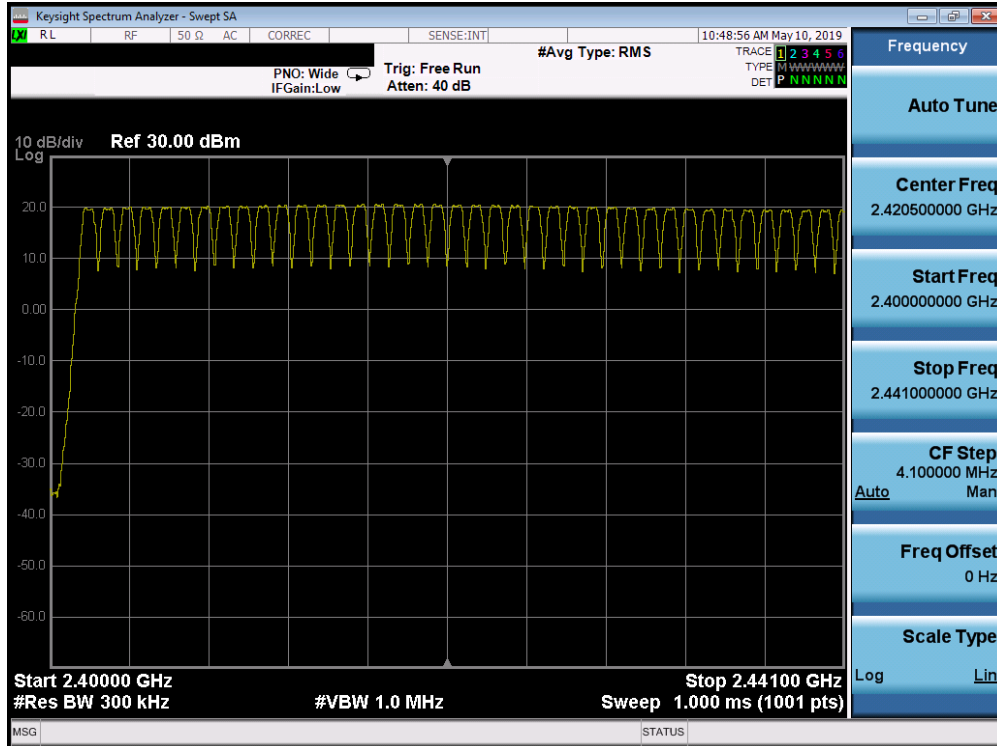 Keysight Spectrum Analyzer - Swept SA
LXI RL RF 50 Ω AC CORREC SENSE:INT 10:48:56 AM May 10, 2019
#Avg Type: RMS
TRACE 1 2 3 4 5 6
PNO: Wide Trig: Free Run
TYPE M WWWWW
IFGain:Low Atten: 40 dB
DET P N N N N N
10 dB/div Ref 30.00 dBm
Log
20.0
10.0
0.00
-10.0
-20.0
-30.0
-40.0
-50.0
-60.0
Start 2.40000 GHz Stop 2.44100 GHz
#Res BW 300 kHz #VBW 1.0 MHz Sweep 1.000 ms (1001 pts)
MSG STATUS
Frequency
Auto Tune
Center Freq
2.420500000 GHz
Start Freq
2.400000000 GHz
Stop Freq
2.441000000 GHz
CF Step
4.100000 MHz
Auto Man
Freq Offset
0 Hz
Scale Type
Log Lin